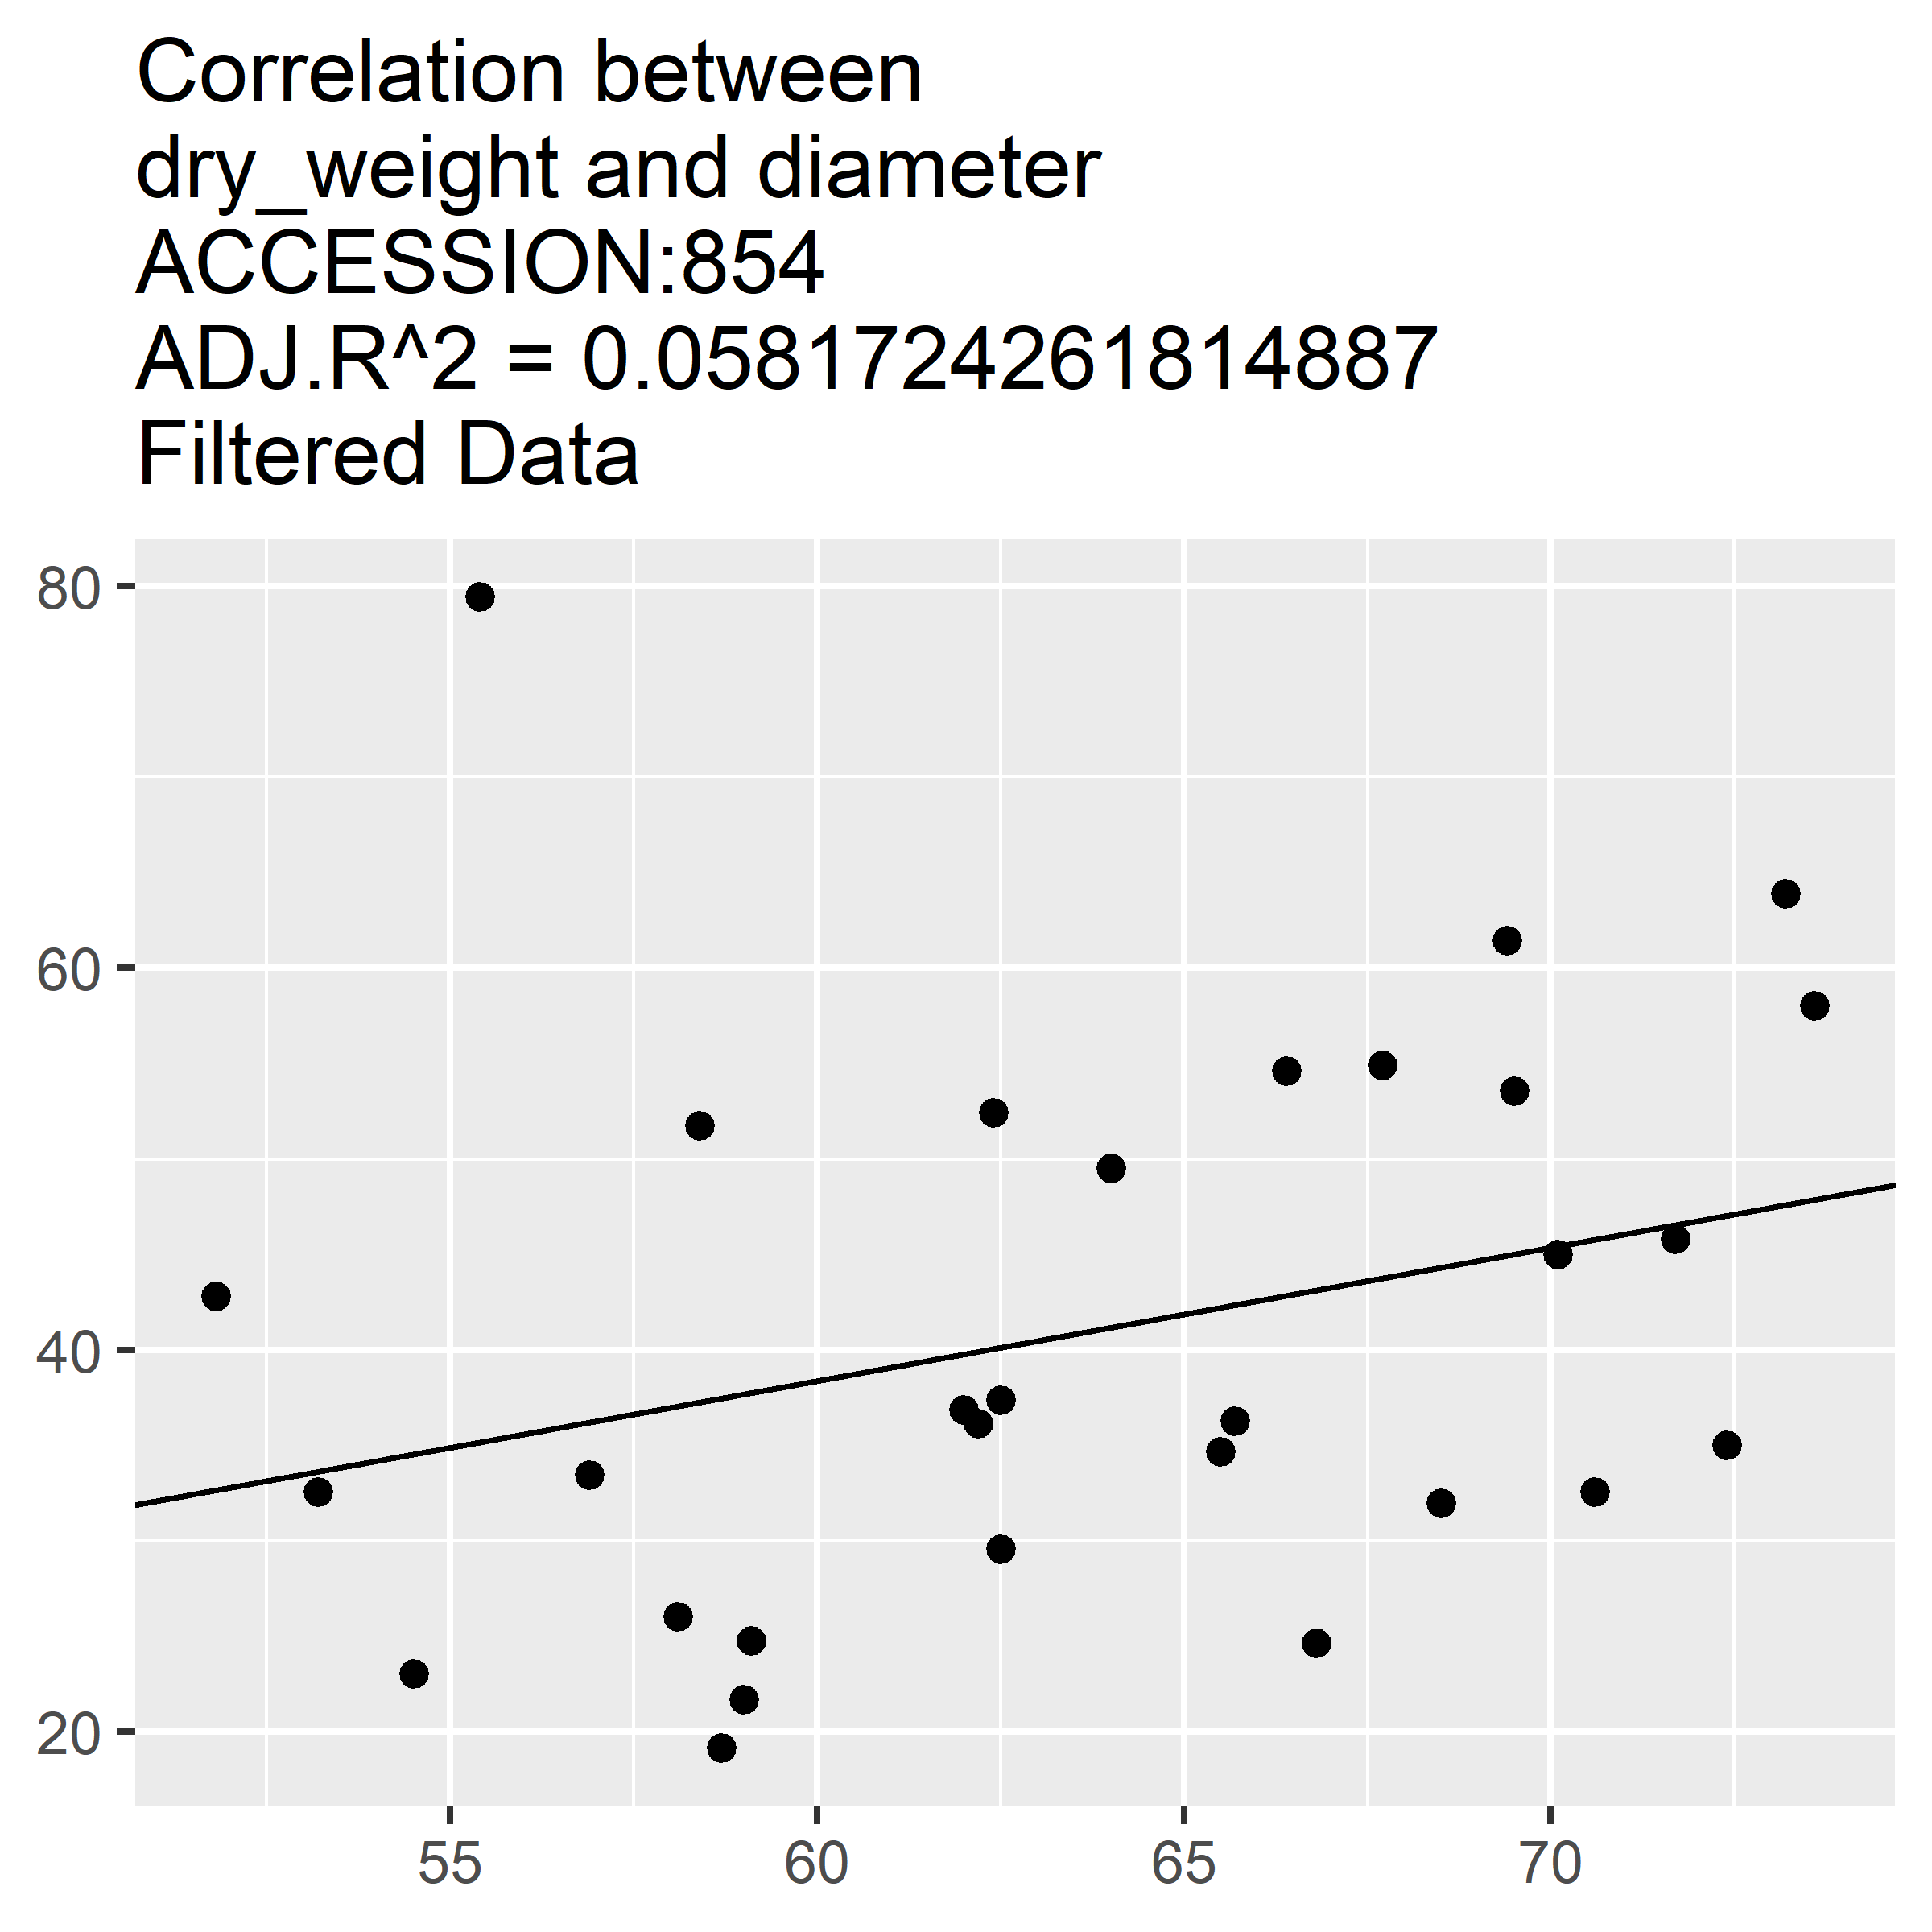 Correlation between
dry_weight and diameter
ACCESSION:854
ADJ.R^2 = 0.0581724261814887
Filtered Data
80
60
40
20
55 60 65 70